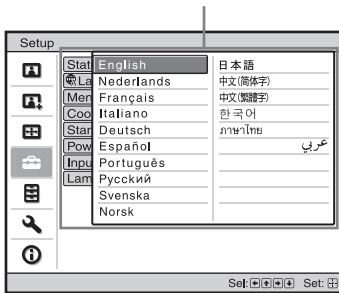 Setup
Stat
La
Men
Coo
Star
Pow
Inpu
Lam
English
Nederlands
Français
Italiano
Deutsch
Español
Português
Русский
Svenska
Norsk
日本語
中文(简体字)
中文(繁體字)
한국어
ภาษาไทย
عربي
Sel: Set: